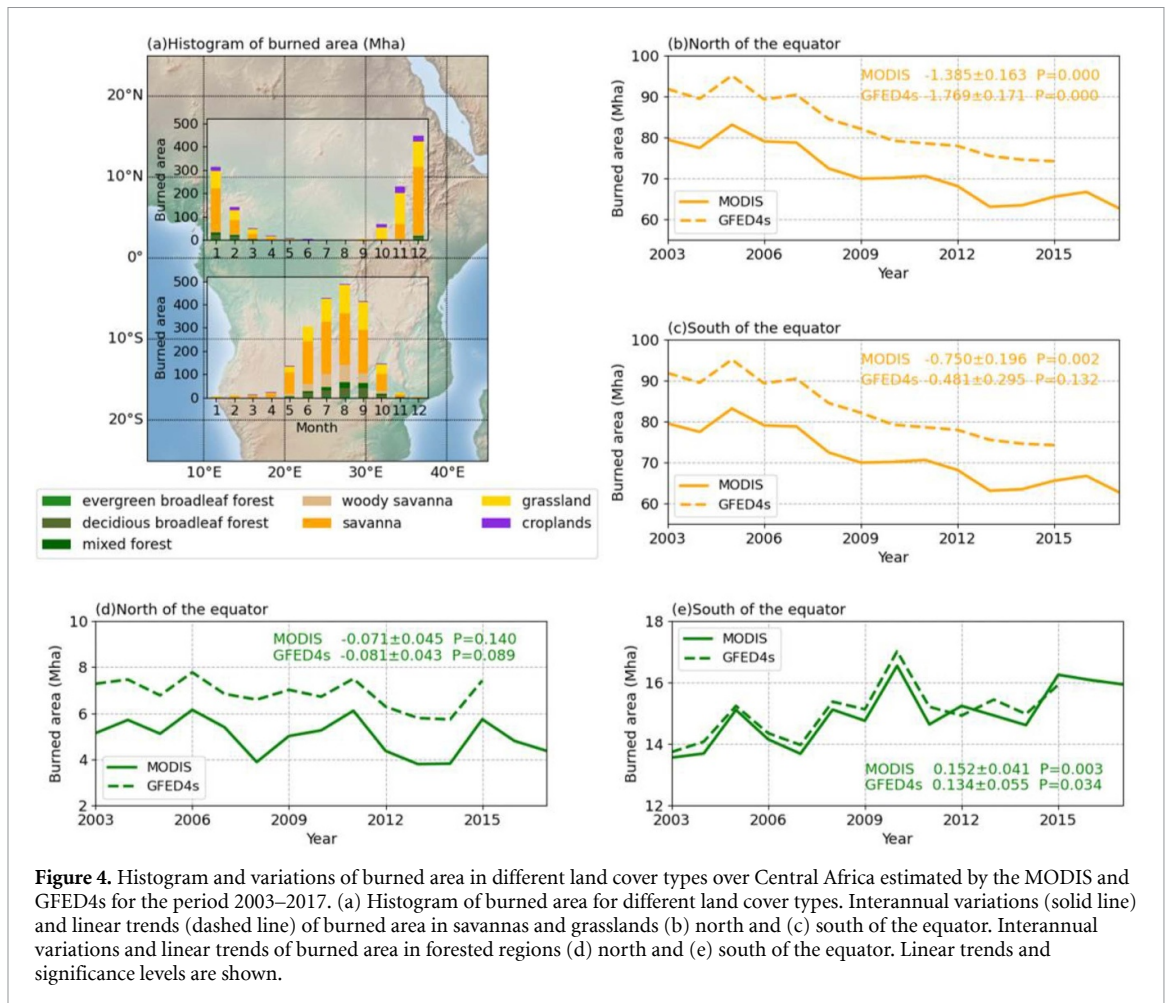 (a)Histogram of burned area (Mha)
20°N
10°N
0°
10°S
20°S
10°E 20°E 30°E 40°E
Burned area
500
400
300
200
100
0
1 2 3 4 5 6 7 8 9 10 11 12
Burned area
500
400
300
200
100
0
1 2 3 4 5 6 7 8 9 10 11 12
Month
evergreen broadleaf forest woody savanna grassland
decidious broadleaf forest savanna croplands
mixed forest
(b)North of the equator
Burned area (Mha)
100
90
80
70
60
MODIS -1.385±0.163 P=0.000
GFED4s -1.769±0.171 P=0.000
MODIS
GFED4s
2003 2006 2009 2012 2015
Year
(c)South of the equator
Burned area (Mha)
100
90
80
70
60
MODIS -0.750±0.196 P=0.002
GFED4s -0.481±0.295 P=0.132
MODIS
GFED4s
2003 2006 2009 2012 2015
Year
(d)North of the equator
Burned area (Mha)
10
8
6
4
2
MODIS -0.071±0.045 P=0.140
GFED4s -0.081±0.043 P=0.089
MODIS
GFED4s
2003 2006 2009 2012 2015
Year
(e)South of the equator
Burned area (Mha)
18
16
14
12
MODIS
GFED4s
MODIS 0.152±0.041 P=0.003
GFED4s 0.134±0.055 P=0.034
2003 2006 2009 2012 2015
Year
Figure 4. Histogram and variations of burned area in different land cover types over Central Africa estimated by the MODIS and
GFED4s for the period 2003–2017. (a) Histogram of burned area for different land cover types. Interannual variations (solid line)
and linear trends (dashed line) of burned area in savannas and grasslands (b) north and (c) south of the equator. Interannual
variations and linear trends of burned area in forested regions (d) north and (e) south of the equator. Linear trends and
significance levels are shown.